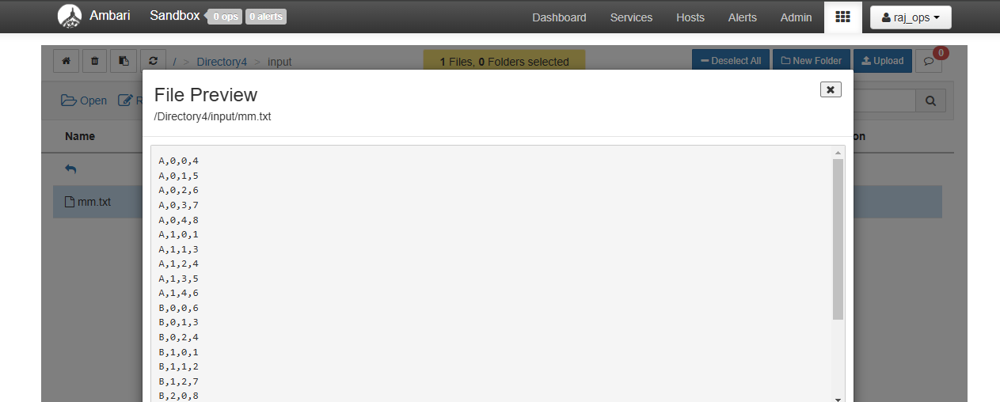 Ambari Sandbox 0 ops 0 alerts Dashboard Services Hosts Alerts Admin raj_ops
/ > Directory4 > input 1 Files, 0 Folders selected Deselect All New Folder Upload 0
File Preview
/Directory4/input/mm.txt
Open R
Name on
mm.txt
A,0,0,4
A,0,1,5
A,0,2,6
A,0,3,7
A,0,4,8
A,1,0,1
A,1,1,3
A,1,2,4
A,1,3,5
A,1,4,6
B,0,0,6
B,0,1,3
B,0,2,4
B,1,0,1
B,1,1,2
B,1,2,7
B,2,0,8